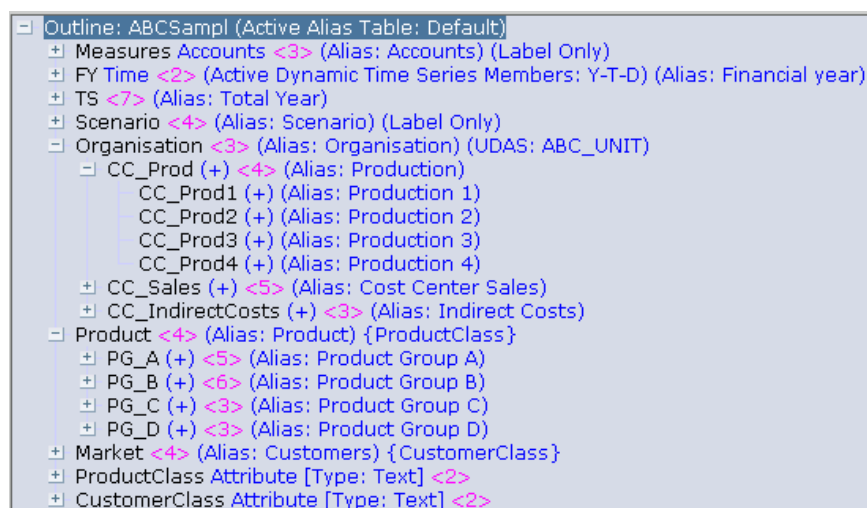 Outline: ABCSampl (Active Alias Table: Default)
Measures Accounts <3> (Alias: Accounts) (Label Only)
FY Time <2> (Active Dynamic Time Series Members: Y-T-D) (Alias: Financial year)
TS <7> (Alias: Total Year)
Scenario <4> (Alias: Scenario) (Label Only)
Organisation <3> (Alias: Organisation) (UDAS: ABC_UNIT)
CC_Prod (+) <4> (Alias: Production)
CC_Prod1 (+) (Alias: Production 1)
CC_Prod2 (+) (Alias: Production 2)
CC_Prod3 (+) (Alias: Production 3)
CC_Prod4 (+) (Alias: Production 4)
CC_Sales (+) <5> (Alias: Cost Center Sales)
CC_IndirectCosts (+) <3> (Alias: Indirect Costs)
Product <4> (Alias: Product) {ProductClass}
PG_A (+) <5> (Alias: Product Group A)
PG_B (+) <6> (Alias: Product Group B)
PG_C (+) <3> (Alias: Product Group C)
PG_D (+) <3> (Alias: Product Group D)
Market <4> (Alias: Customers) {CustomerClass}
ProductClass Attribute [Type: Text] <2>
CustomerClass Attribute [Type: Text] <2>